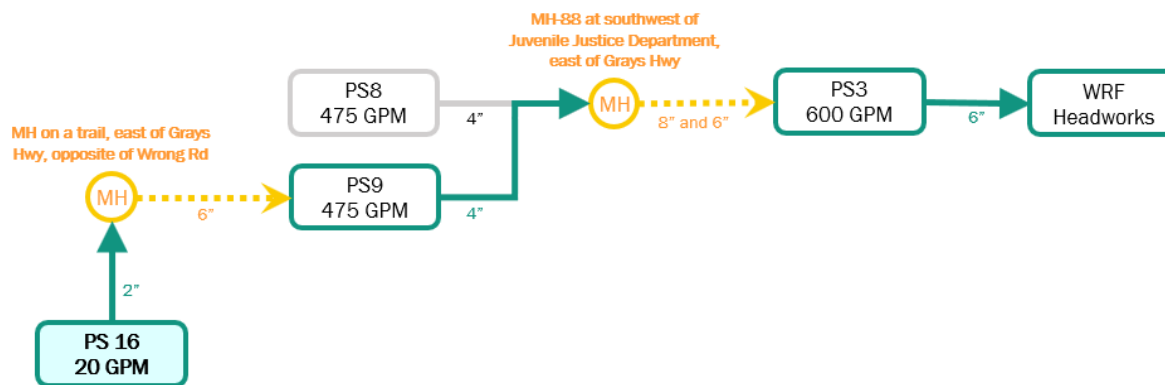 MH-88 at southwest of
Juvenile Justice Department,
east of Grays Hwy
PS8
475 GPM
4”
MH
8” and 6”
PS3
600 GPM
6”
WRF
Headworks
MH on a trail, east of Grays
Hwy, opposite of Wrong Rd
MH
6”
PS9
475 GPM
4”
2”
PS 16
20 GPM